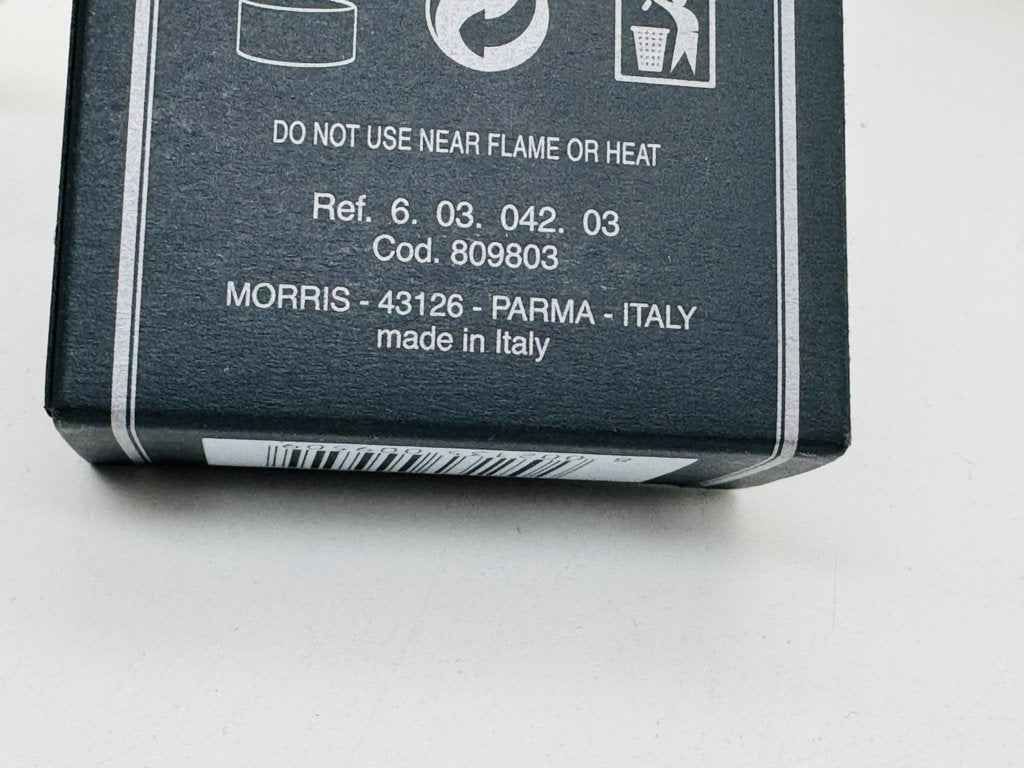 DO NOT USE NEAR FLAME OR HEAT
Ref. 6. 03. 042. 03
Cod. 809803
MORRIS - 43126 - PARMA - ITALY
made in Italy